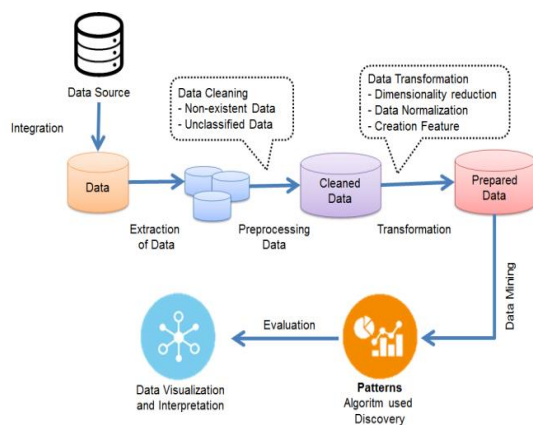 Data Source
Integration
Data
Extraction
of Data
Data Cleaning
- Non-existent Data
- Unclassified Data
Preprocessing
Data
Cleaned
Data
Data Transformation
- Dimensionality reduction
- Data Normalization
- Creation Feature
Transformation
Prepared
Data
Data Mining
Patterns
Algoritm used
Discovery
Evaluation
Data Visualization
and Interpretation